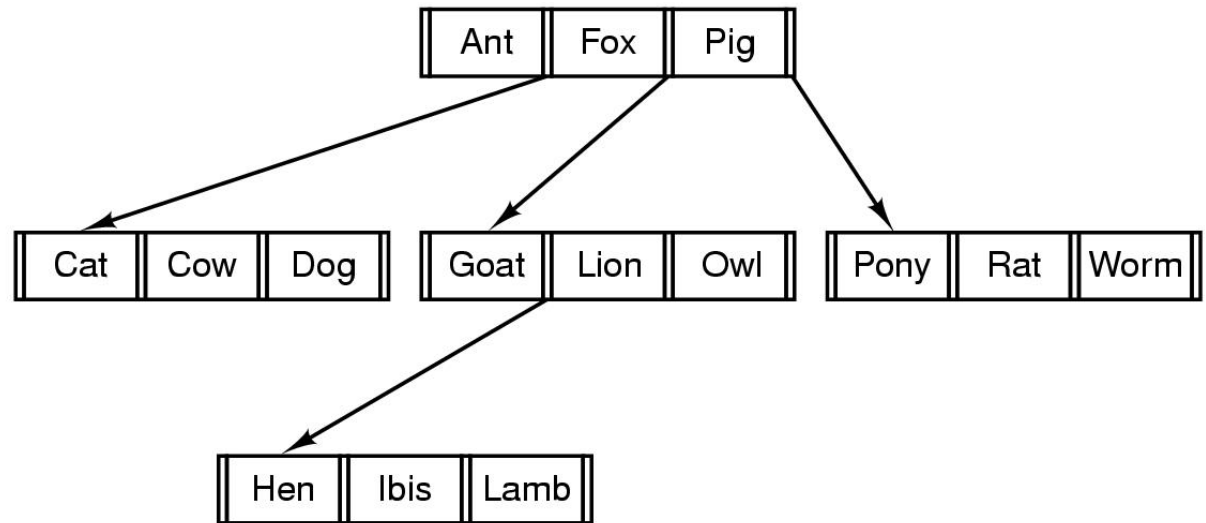 Ant Fox Pig
Cat Cow Dog Goat Lion Owl Pony Rat Worm
Hen Ibis Lamb